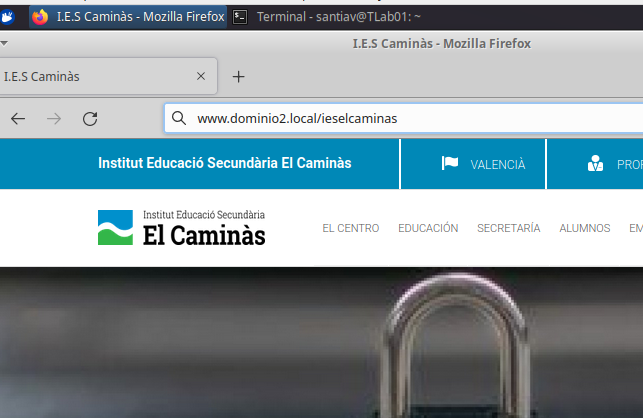 I.E.S Caminàs - Mozilla Firefox
Terminal - santiav@TLab01: ~
I.E.S Caminàs - Mozilla Firefox
I.E.S Caminàs
www.dominio2.local/ieselcaminas
Institut Educació Secundària El Caminàs
VALENCIÀ
PROF
Institut Educació Secundària
El Caminàs
EL CENTRO EDUCACIÓN SECRETARÍA ALUMNOS EM